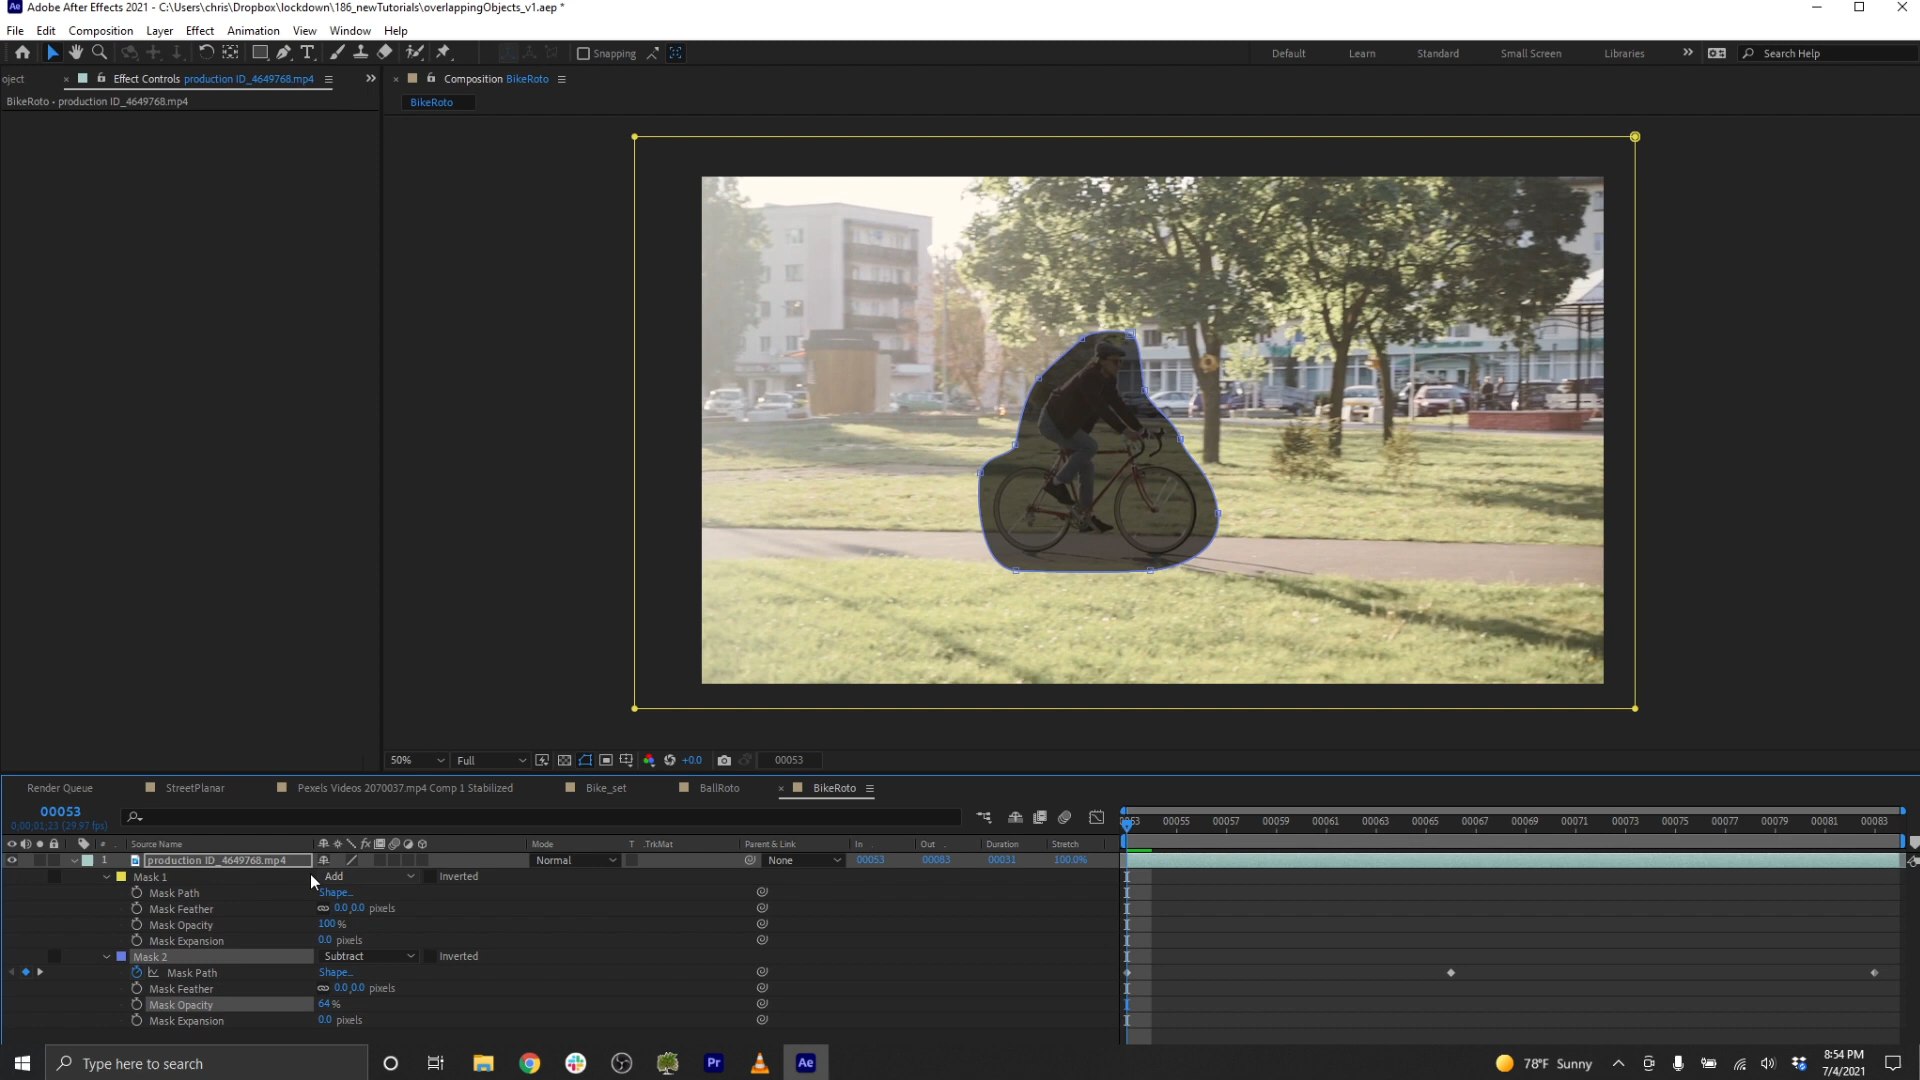 Adobe After Effects 2021 - C:\Users\chris\Dropbox\lockdown\186_newTutorials\overlappingObjects_v1.aep *
File Edit Composition Layer Effect Animation View Window Help
Snapping Default Learn Standard Small Screen Libraries Search Help
oject Effect Controls production ID_4649768.mp4
Composition BikeRoto
BikeRoto • production ID_4649768.mp4
BikeRoto
50% Full +0.0 00053
Render Queue StreetPlanar Pexels Videos 2070037.mp4 Comp 1 Stabilized Bike_set BallRoto BikeRoto
00053
0;00;01;23 (29.97 fps)
0053 00055 00057 00059 00061 00063 00065 00067 00069 00071 00073 00075 00077 00079 00081 00083
# Source Name Mode T .TrkMat Parent & Link In Out Duration Stretch
1 production ID_4649768.mp4 Normal None 00053 00083 00031 100.0%
Mask 1 Add Inverted
Mask Path Shape...
Mask Feather 0.0,0.0 pixels
Mask Opacity 100%
Mask Expansion 0.0 pixels
Mask 2 Subtract Inverted
Mask Path Shape...
Mask Feather 0.0,0.0 pixels
Mask Opacity 64%
Mask Expansion 0.0 pixels
Type here to search
Pr
Ae
78°F Sunny
8:54 PM
7/4/2021